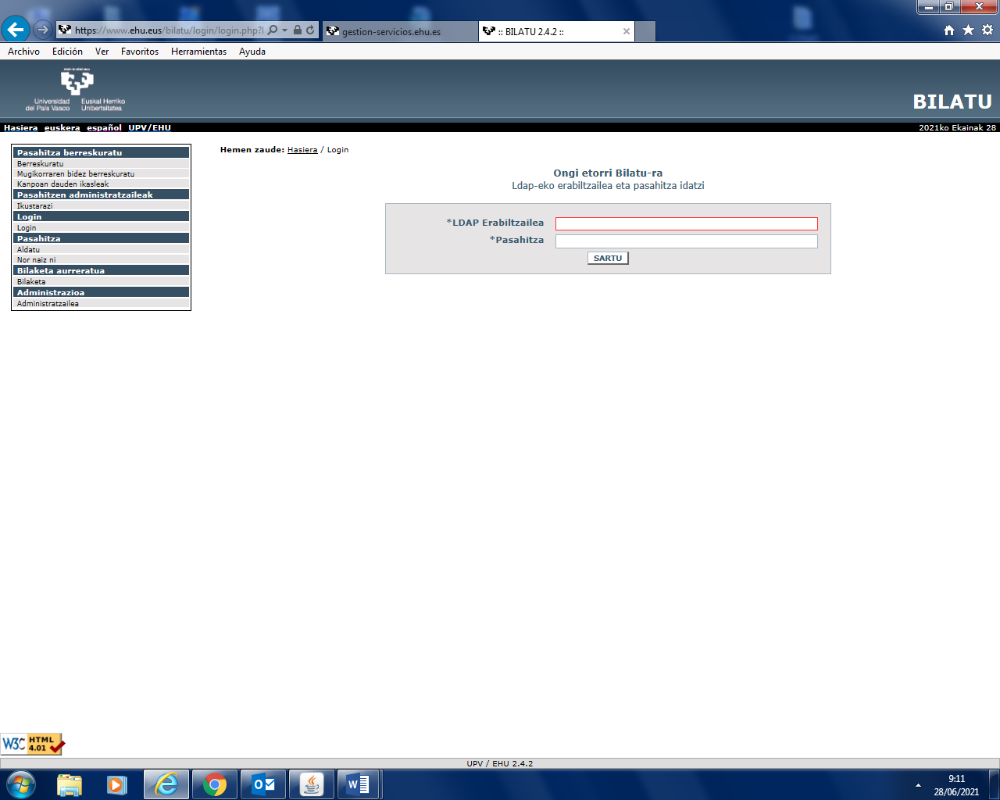 https://www.ehu.eus/bilatu/login/login.php?l
gestion-servicios.ehu.es
:: BILATU 2.4.2 ::
Archivo Edición Ver Favoritos Herramientas Ayuda
Universidad del País Vasco
Euskal Herriko Unibertsitatea
BILATU
Hasiera euskera español UPV/EHU
2021ko Ekainak 28
Pasahitza berreskuratu
Berreskuratu
Mugikorraren bidez berreskuratu
Kanpoan dauden ikasleak
Pasahitzen administratzaileak
Ikustarazi
Login
Login
Pasahitza
Aldatu
Nor naiz ni
Bilaketa aurreratua
Bilaketa
Administrazioa
Administratzailea
Hemen zaude: Hasiera / Login
Ongi etorri Bilatu-ra
Ldap-eko erabiltzailea eta pasahitza idatzi
*LDAP Erabiltzailea
*Pasahitza
SARTU
W3C HTML 4.01
UPV / EHU 2.4.2
9:11
28/06/2021